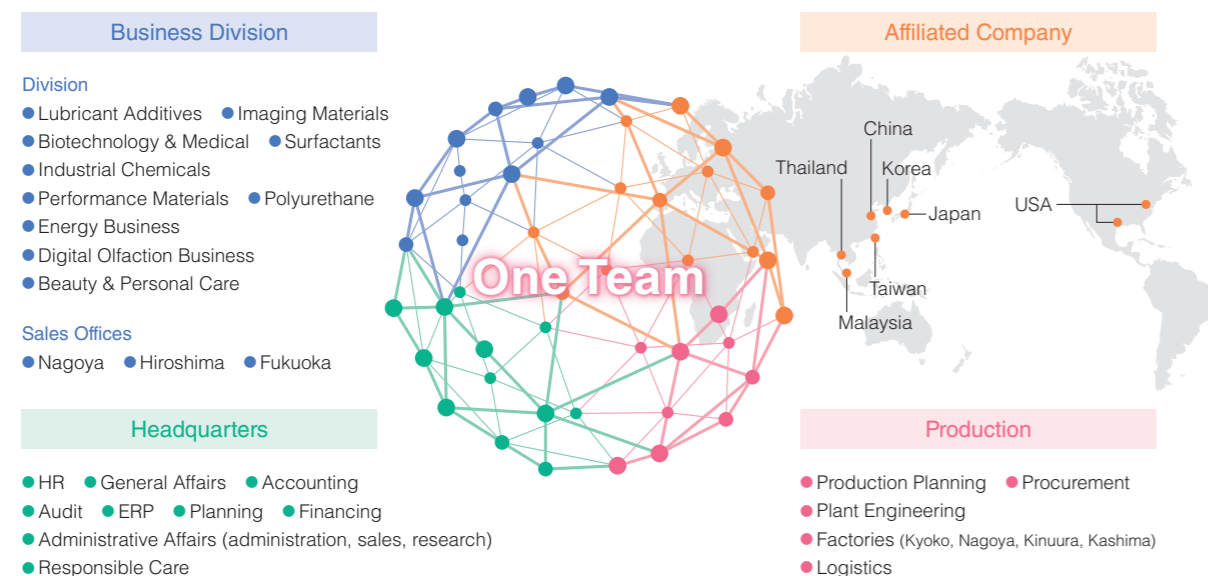 Business Division
Division
Lubricant Additives Imaging Materials
Biotechnology & Medical Surfactants
Industrial Chemicals
Performance Materials Polyurethane
Energy Business
Digital Olfaction Business
Beauty & Personal Care
Sales Offices
Nagoya Hiroshima Fukuoka
One Team
Affiliated Company
China
Thailand Korea
USA
Japan
Taiwan
Malaysia
Headquarters
HR General Affairs Accounting
Audit ERP Planning Financing
Administrative Affairs (administration, sales, research)
Responsible Care
Production
Production Planning Procurement
Plant Engineering
Factories (Kyoko, Nagoya, Kinuura, Kashima)
Logistics